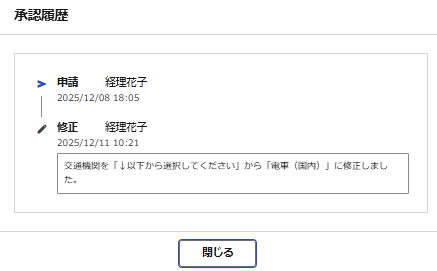 承認履歴
申請 経理花子
2025/12/08 18:05
修正 経理花子
2025/12/11 10:21
交通機関を「↓以下から選択してください」から「電車（国内）」に修正しまし
た。
閉じる